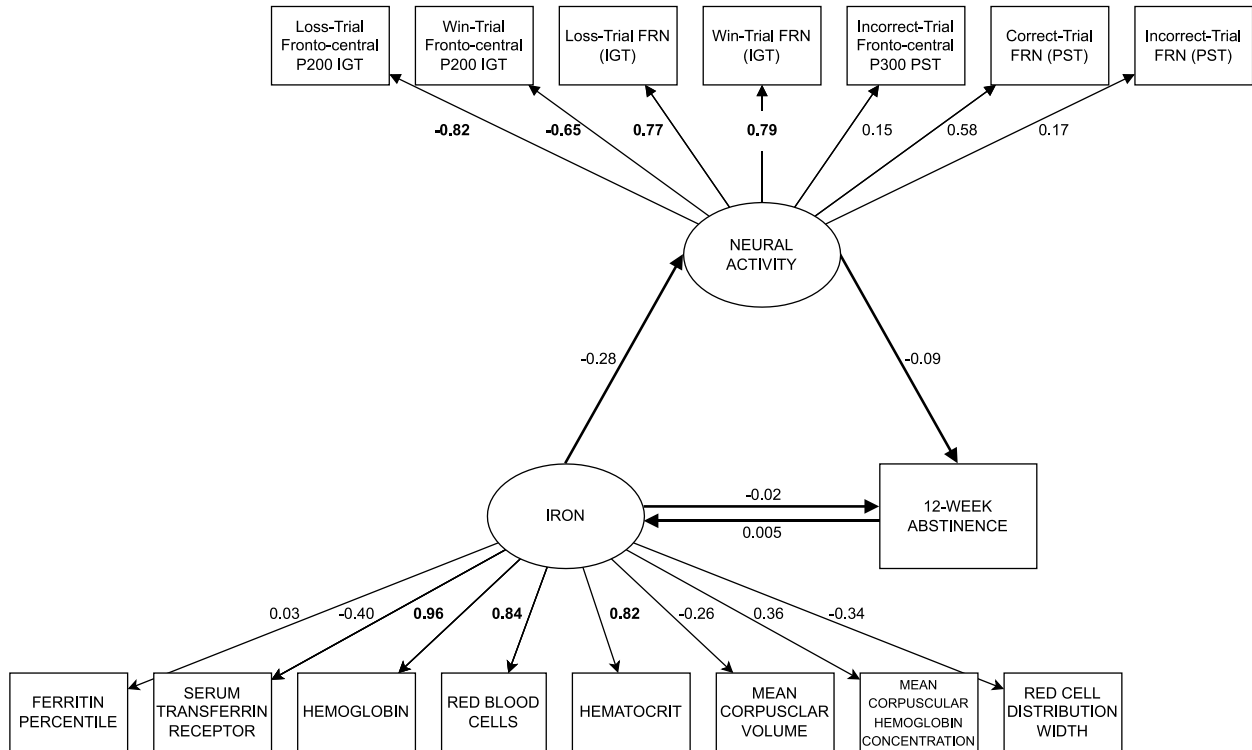 Loss-Trial
Fronto-central
P200 IGT
Win-Trial
Fronto-central
P200 IGT
Loss-Trial FRN
(IGT)
Win-Trial FRN
(IGT)
Incorrect-Trial
Fronto-central
P300 PST
Correct-Trial
FRN (PST)
Incorrect-Trial
FRN (PST)
-0.82
-0.65
0.77
0.79
0.15
0.58
0.17
NEURAL
ACTIVITY
-0.28
-0.09
IRON
-0.02
0.005
12-WEEK
ABSTINENCE
0.03
-0.40
0.96
0.84
0.82
-0.26
0.36
-0.34
FERRITIN
PERCENTILE
SERUM
TRANSFERRIN
RECEPTOR
HEMOGLOBIN
RED BLOOD
CELLS
HEMATOCRIT
MEAN
CORPUSCLAR
VOLUME
MEAN
CORPUSCULAR
HEMOGLOBIN
CONCENTRATION
RED CELL
DISTRIBUTION
WIDTH